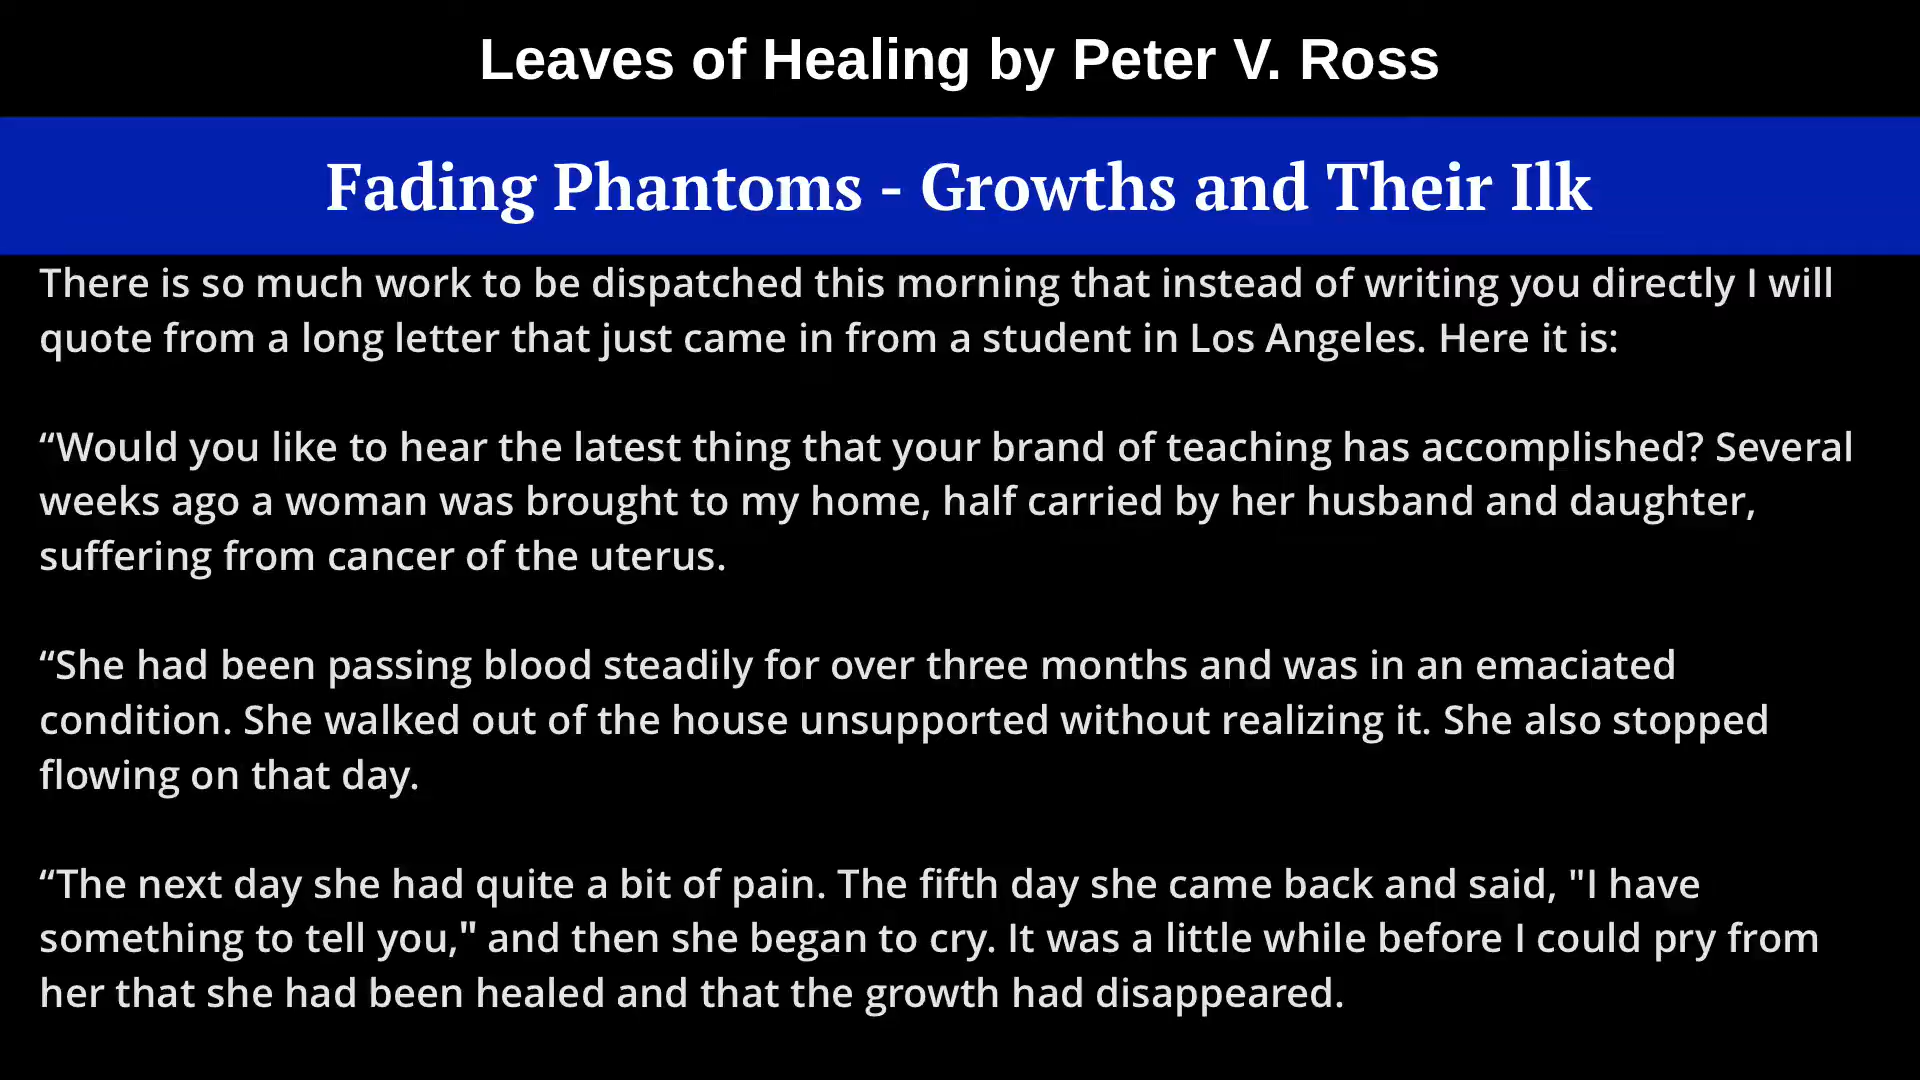 Leaves of Healing by Peter V. Ross
Fading Phantoms - Growths and Their Ilk
There is so much work to be dispatched this morning that instead of writing you directly I will
quote from a long letter that just came in from a student in Los Angeles. Here it is:
“Would you like to hear the latest thing that your brand of teaching has accomplished? Several
weeks ago a woman was brought to my home, half carried by her husband and daughter,
suffering from cancer of the uterus.
“She had been passing blood steadily for over three months and was in an emaciated
condition. She walked out of the house unsupported without realizing it. She also stopped
flowing on that day.
“The next day she had quite a bit of pain. The fifth day she came back and said, "I have
something to tell you," and then she began to cry. It was a little while before I could pry from
her that she had been healed and that the growth had disappeared.